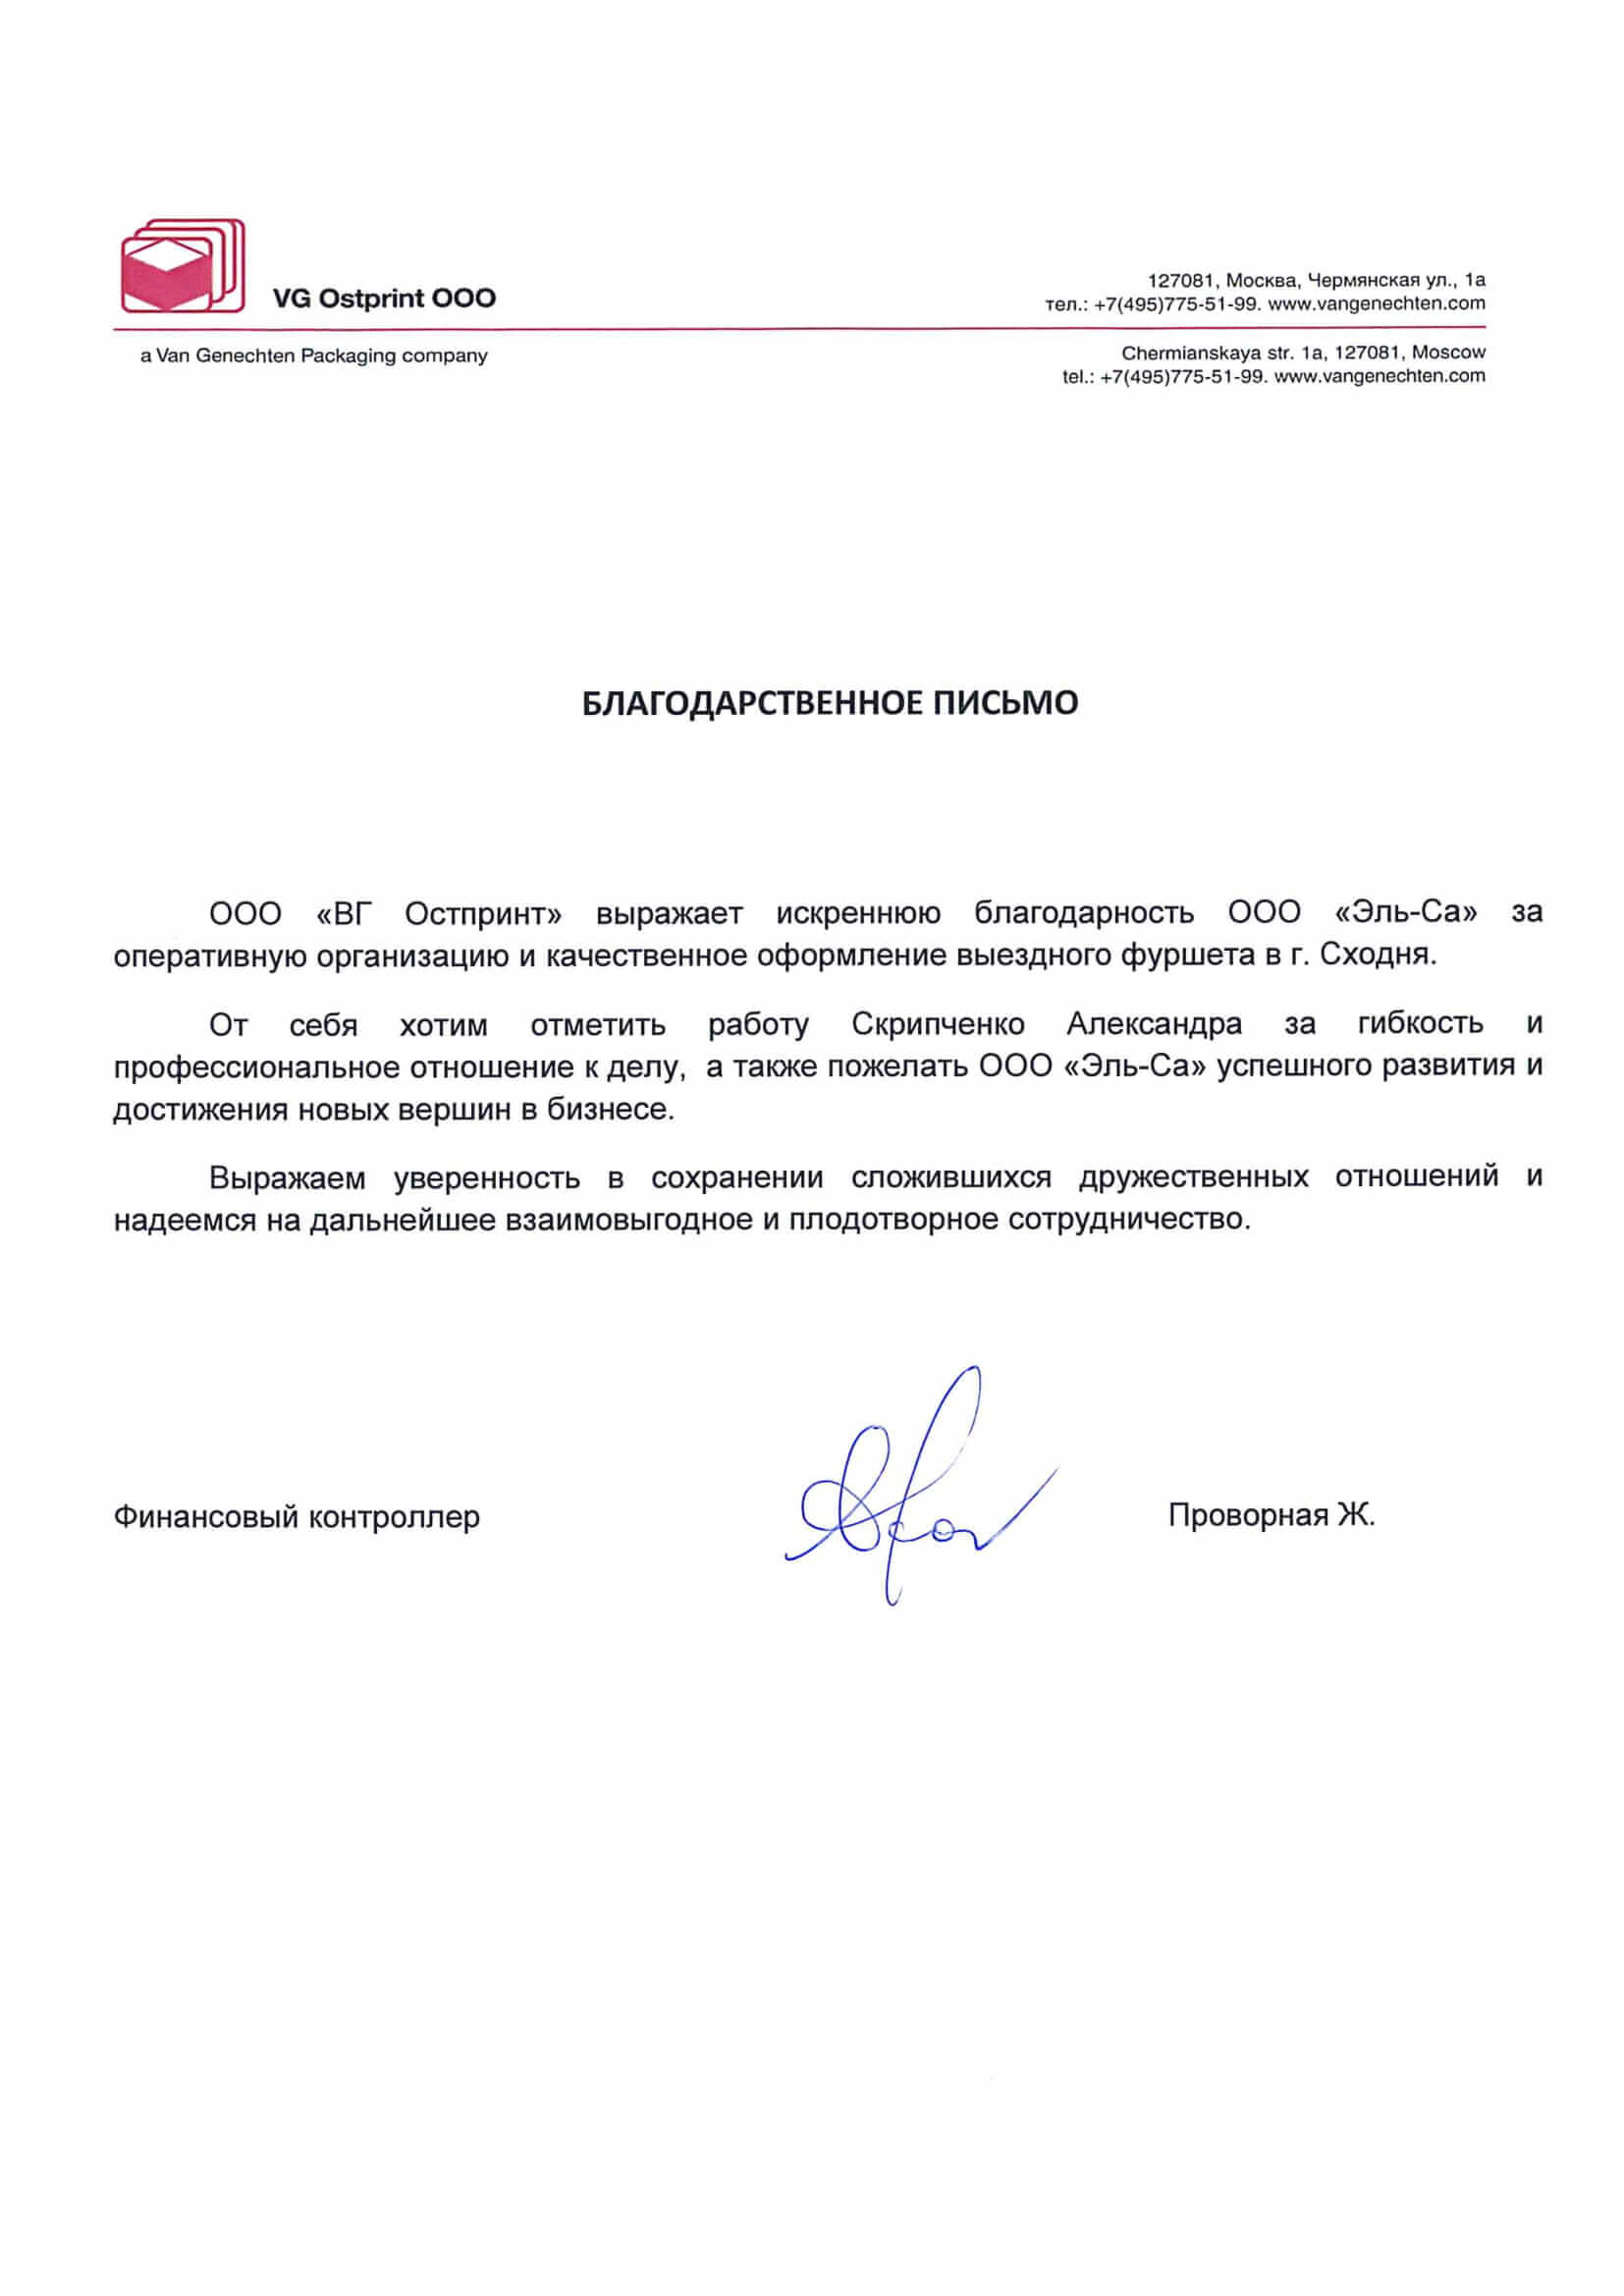 VG Ostprint ООО
127081, Москва, Чермянская ул., 1а
тел.: +7(495)775-51-99. www.vangenechten.com
a Van Genechten Packaging company
Chermianskaya str. 1a, 127081, Moscow
tel.: +7(495)775-51-99. www.vangenechten.com
БЛАГОДАРСТВЕННОЕ ПИСЬМО
ООО «ВГ Остпринт» выражает искреннюю благодарность ООО «Эль-Са» за
оперативную организацию и качественное оформление выездного фуршета в г. Сходня.
От себя хотим отметить работу Скрипченко Александра за гибкость и
профессиональное отношение к делу, а также пожелать ООО «Эль-Са» успешного развития и
достижения новых вершин в бизнесе.
Выражаем уверенность в сохранении сложившихся дружественных отношений и
надеемся на дальнейшее взаимовыгодное и плодотворное сотрудничество.
Финансовый контроллер
Проворная Ж.